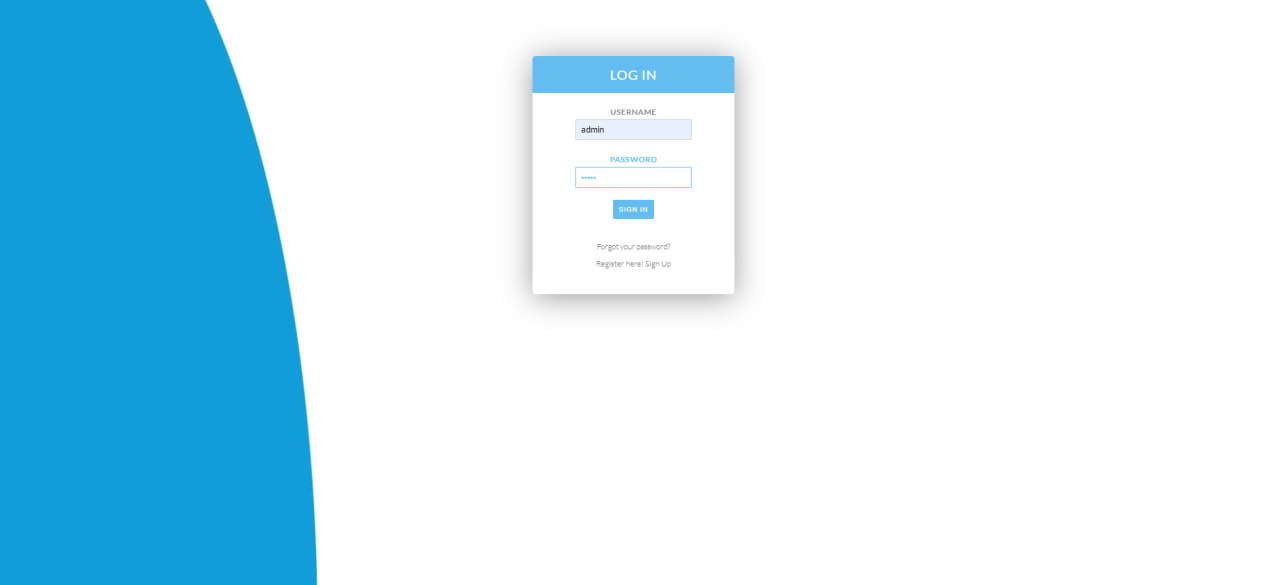 LOG IN
USERNAME
admin
PASSWORD
•••••
SIGN IN
Forgot your password?
Register here! Sign Up